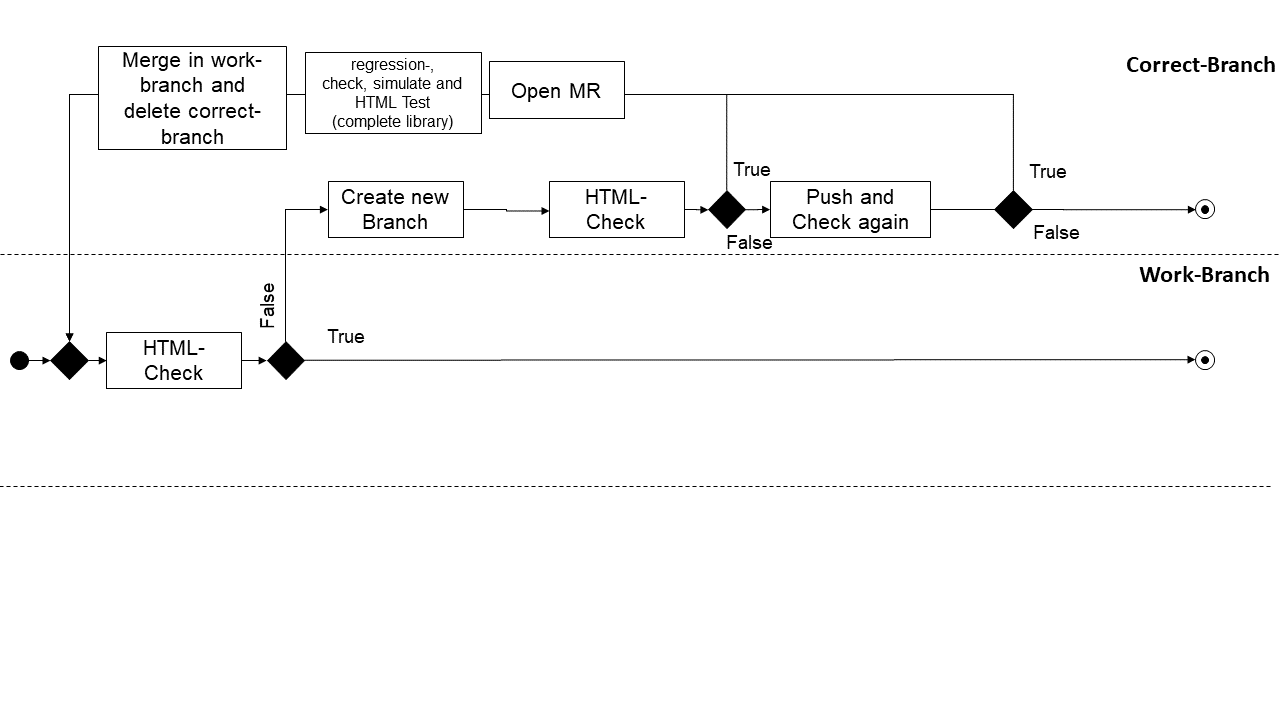 Correct-Branch
Merge in work-
branch and
delete correct-
branch
regression-,
check, simulate and
HTML Test
(complete library)
Open MR
True
True
Create new
Branch
HTML-
Check
Push and
Check again
False
False
Work-Branch
False
True
HTML-
Check